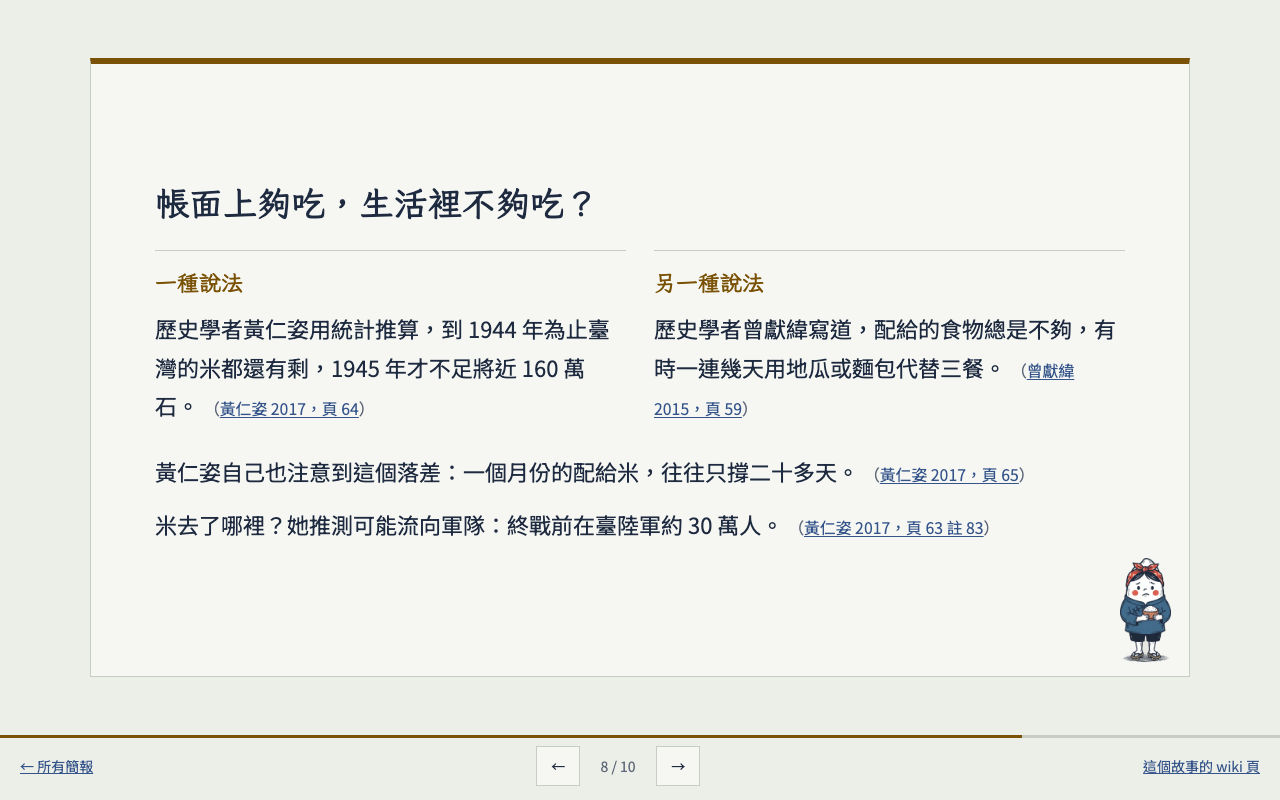 帳面上夠吃，生活裡不夠吃？
一種說法
歷史學者黃仁姿用統計推算，到 1944 年為止臺
灣的米都還有剩，1945 年才不足將近 160 萬
石。（黃仁姿 2017，頁 64）
另一種說法
歷史學者曾獻緯寫道，配給的食物總是不夠，有
時一連幾天用地瓜或麵包代替三餐。（曾獻緯
2015，頁 59）
黃仁姿自己也注意到這個落差：一個月份的配給米，往往只撐二十多天。（黃仁姿 2017，頁 65）
米去了哪裡？她推測可能流向軍隊：終戰前在臺陸軍約 30 萬人。（黃仁姿 2017，頁 63 註 83）
← 所有簡報
←
8 / 10
→
這個故事的 wiki 頁